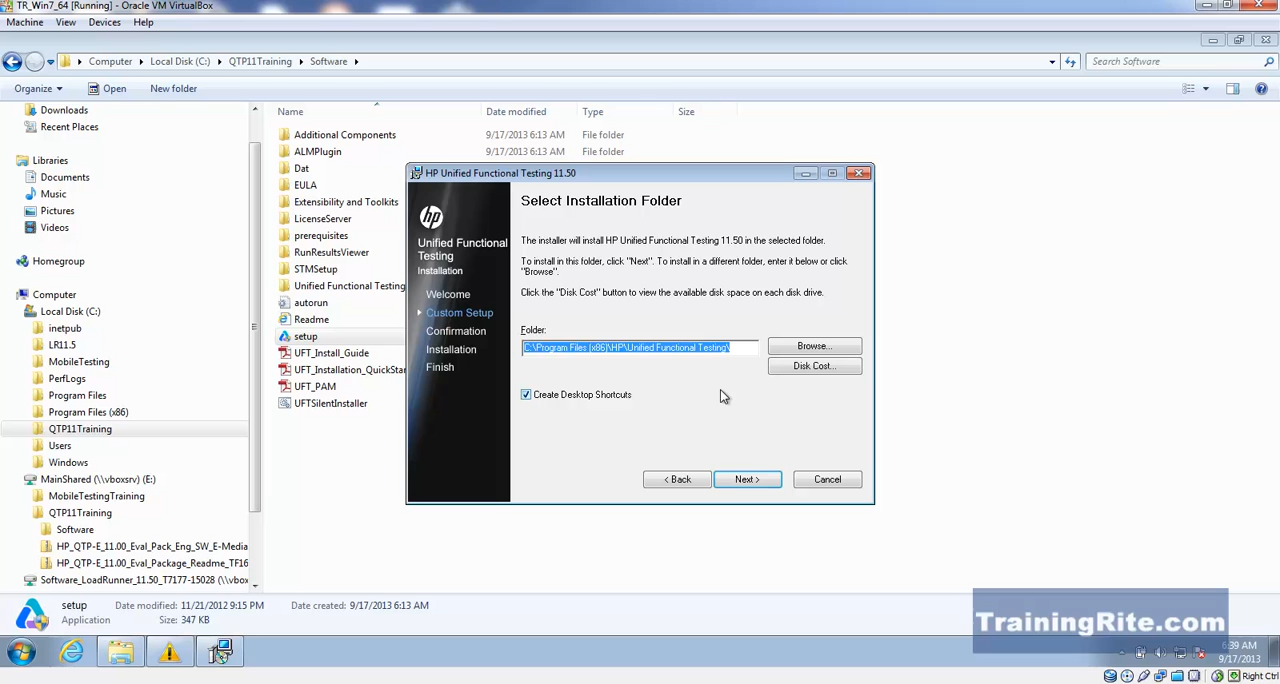 TR_Win7_64 [Running] - Oracle VM VirtualBox
Machine View Devices Help
Computer Local Disk (C:) QTP11Training Software
Search Software
Organize Open New folder
Name Date modified Type Size
Downloads
Recent Places
Libraries
Documents
Music
Pictures
Videos
Homegroup
Computer
Local Disk (C:)
inetpub
LR11.5
MobileTesting
PerfLogs
Program Files
Program Files (x86)
QTP11Training
Users
Windows
MainShared (\\vboxsrv) (E:)
MobileTestingTraining
QTP11Training
Software
HP_QTP-E_11.00_Eval_Pack_Eng_SW_E-Media
HP_QTP-E_11.00_Eval_Package_Readme_TF16
Software_LoadRunner_11.50_T7177-15028 (\\vbox
Additional Components 9/17/2013 6:13 AM File folder
ALMPlugin 9/17/2013 6:13 AM File folder
Dat
EULA
Extensibility and Toolkits
LicenseServer
prerequisites
RunResultsViewer
STMSetup
Unified Functional Testing
autorun
Readme
setup
UFT_Install_Guide
UFT_Installation_QuickStar
UFT_PAM
UFTSilentInstaller
HP Unified Functional Testing 11.50
hp
Unified Functional
Testing
Installation
Welcome
Custom Setup
Confirmation
Installation
Finish
Select Installation Folder
The installer will install HP Unified Functional Testing 11.50 in the selected folder.
To install in this folder, click "Next". To install in a different folder, enter it below or click
"Browse".
Click the "Disk Cost" button to view the available disk space on each disk drive.
Folder:
C:\Program Files (x86)\HP\Unified Functional Testing\
Browse...
Disk Cost...
Create Desktop Shortcuts
< Back Next > Cancel
setup Date modified: 11/21/2012 9:15 PM Date created: 9/17/2013 6:13 AM
Application Size: 347 KB
TrainingRite.com
6:39 AM
9/17/2013
Right Ctrl